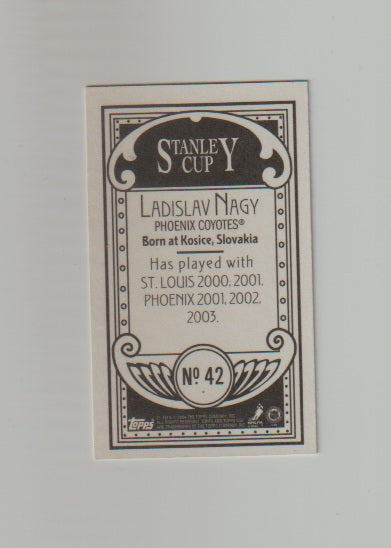 STANLEY
CUP
LADISLAV NAGY
PHOENIX COYOTES®
Born at Kosice, Slovakia
Has played with
ST. LOUIS 2000, 2001.
PHOENIX 2001, 2002,
2003.
No 42
topps